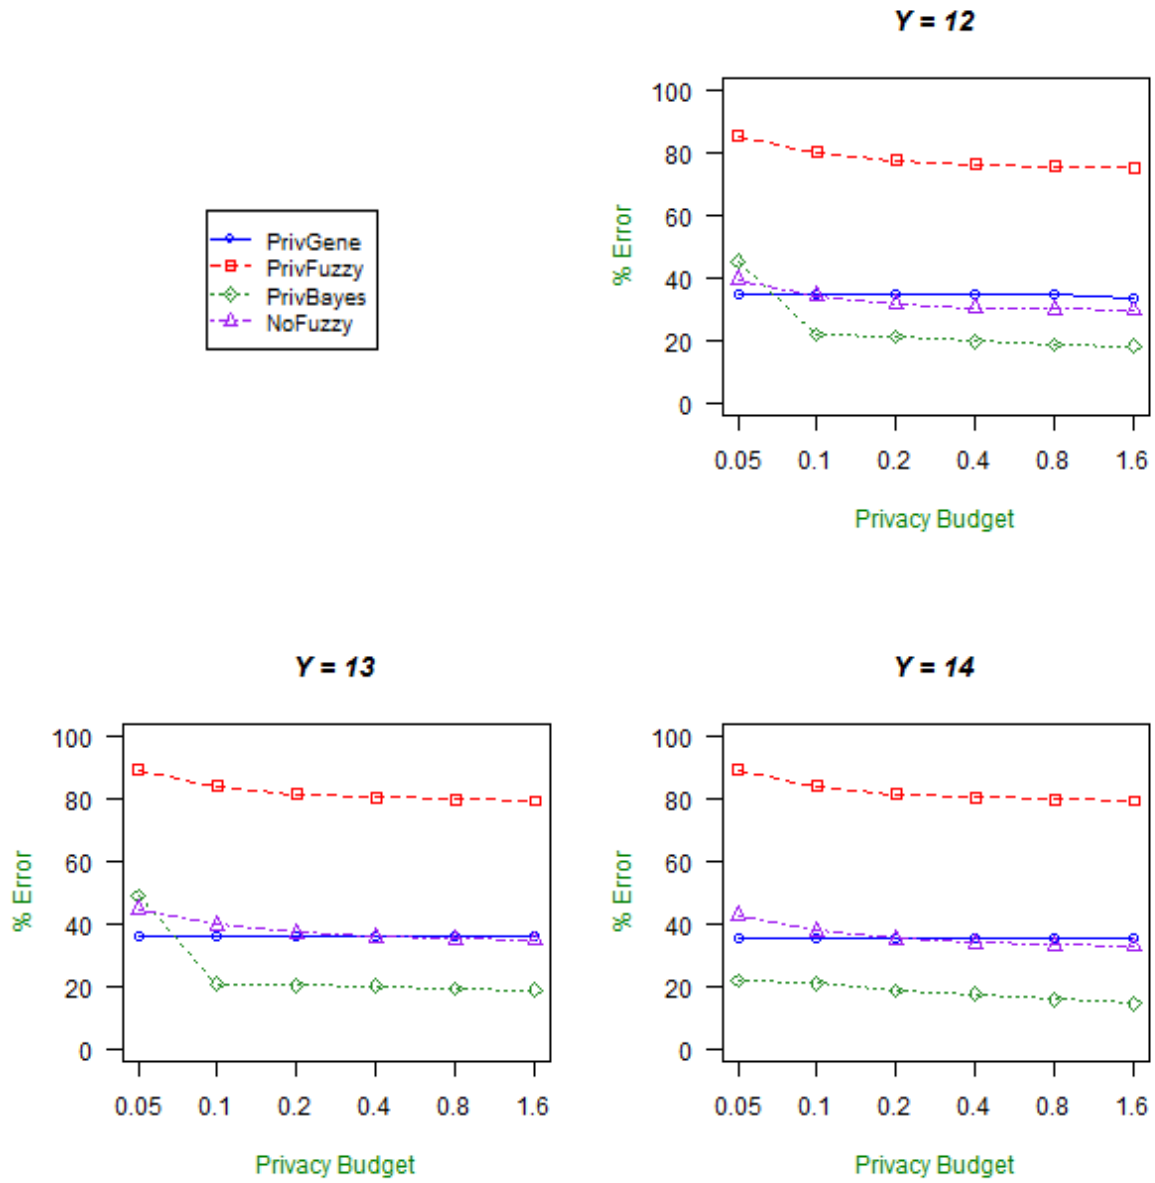 Y = 12
PrivGene
PrivFuzzy
PrivBayes
NoFuzzy
% Error
100
80
60
40
20
0
0.05 0.1 0.2 0.4 0.8 1.6
Privacy Budget
Y = 13
% Error
100
80
60
40
20
0
0.05 0.1 0.2 0.4 0.8 1.6
Privacy Budget
Y = 14
% Error
100
80
60
40
20
0
0.05 0.1 0.2 0.4 0.8 1.6
Privacy Budget